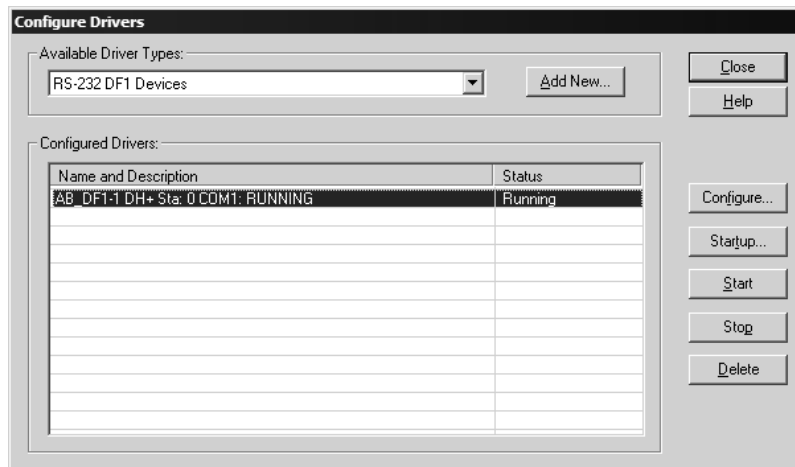 Configure Drivers
Available Driver Types:
RS-232 DF1 Devices
Add New...
Close
Help
Configured Drivers:
Name and Description Status
AB_DF1-1 DH+ Sta: 0 COM1: RUNNING Running
Configure...
Startup...
Start
Stop
Delete